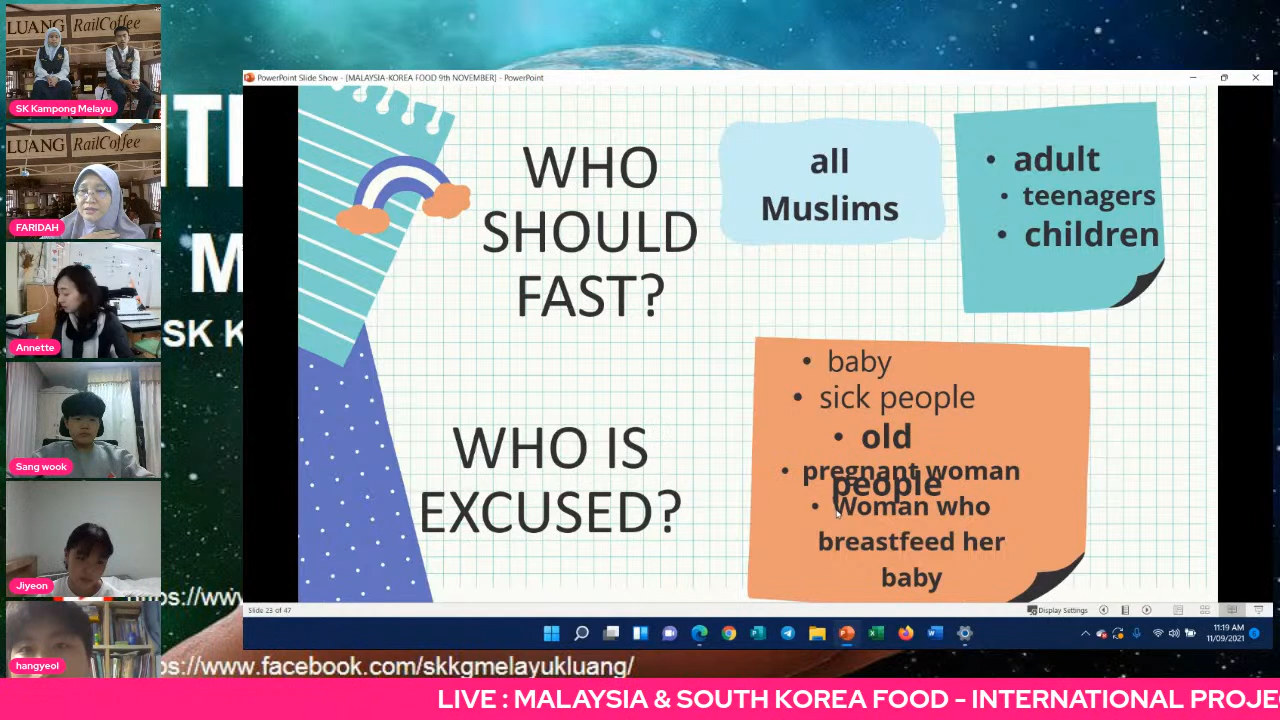 LUANG RailCoffee
SK Kampong Melayu
LUANG RailCoffee
FARIDAH
Annette
Sang wook
Jiyeon
hangyeol
M
SK K
https://www.facebook.com/skkgmelayukluang/
PowerPoint Slide Show - [MALAYSIA-KOREA FOOD 9th NOVEMBER] - PowerPoint
WHO
SHOULD
FAST?
all
Muslims
• adult
• teenagers
• children
WHO IS
EXCUSED?
• baby
• sick people
• old
people
• pregnant woman
• Woman who
breastfeed her
baby
Slide 23 of 47
Display Settings
11:19 AM
11/09/2021
LIVE : MALAYSIA & SOUTH KOREA FOOD - INTERNATIONAL PROJE